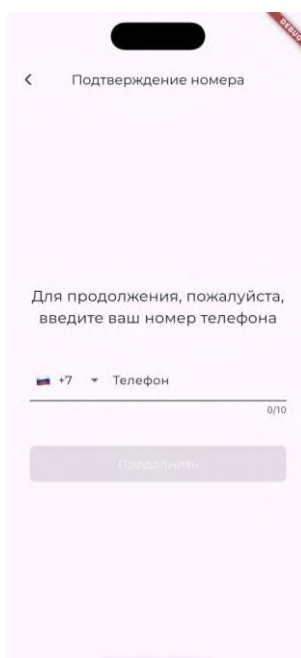 DEBUG
Подтверждение номера
Для продолжения, пожалуйста,
введите ваш номер телефона
+7 Телефон
0/10
Продолжить